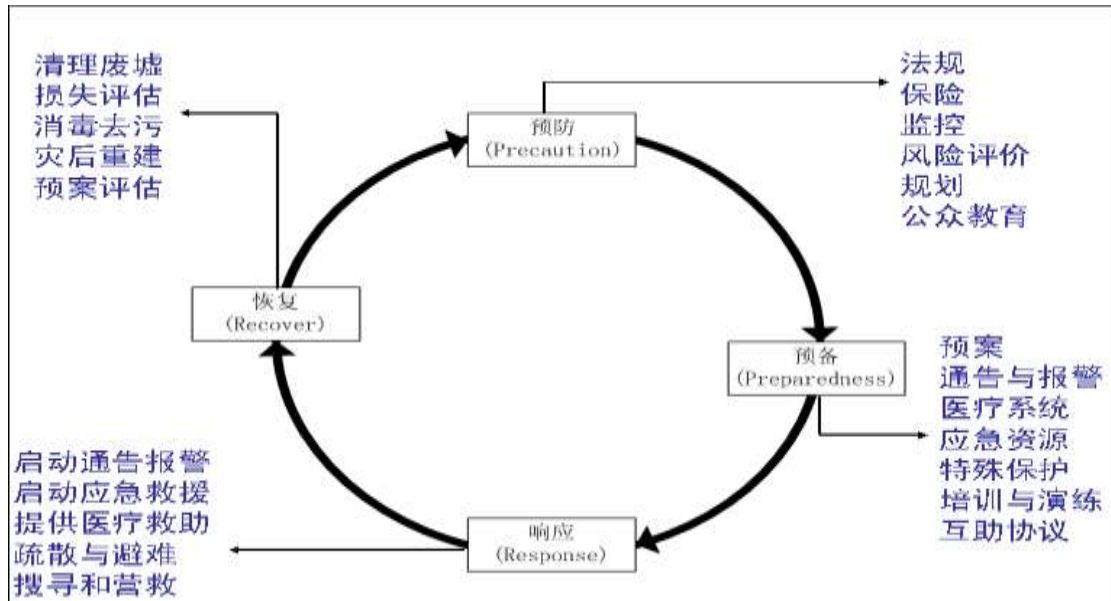 清理废墟
损失评估
消毒去污
灾后重建
预案评估
预防
(Precaution)
法规
保险
监控
风险评价
规划
公众教育
恢复
(Recover)
预备
(Preparedness)
预案
通告与报警
医疗系统
应急资源
特殊保护
培训与演练
互助协议
启动通告报警
启动应急救援
提供医疗救助
疏散与避难
搜寻和营救
响应
(Response)